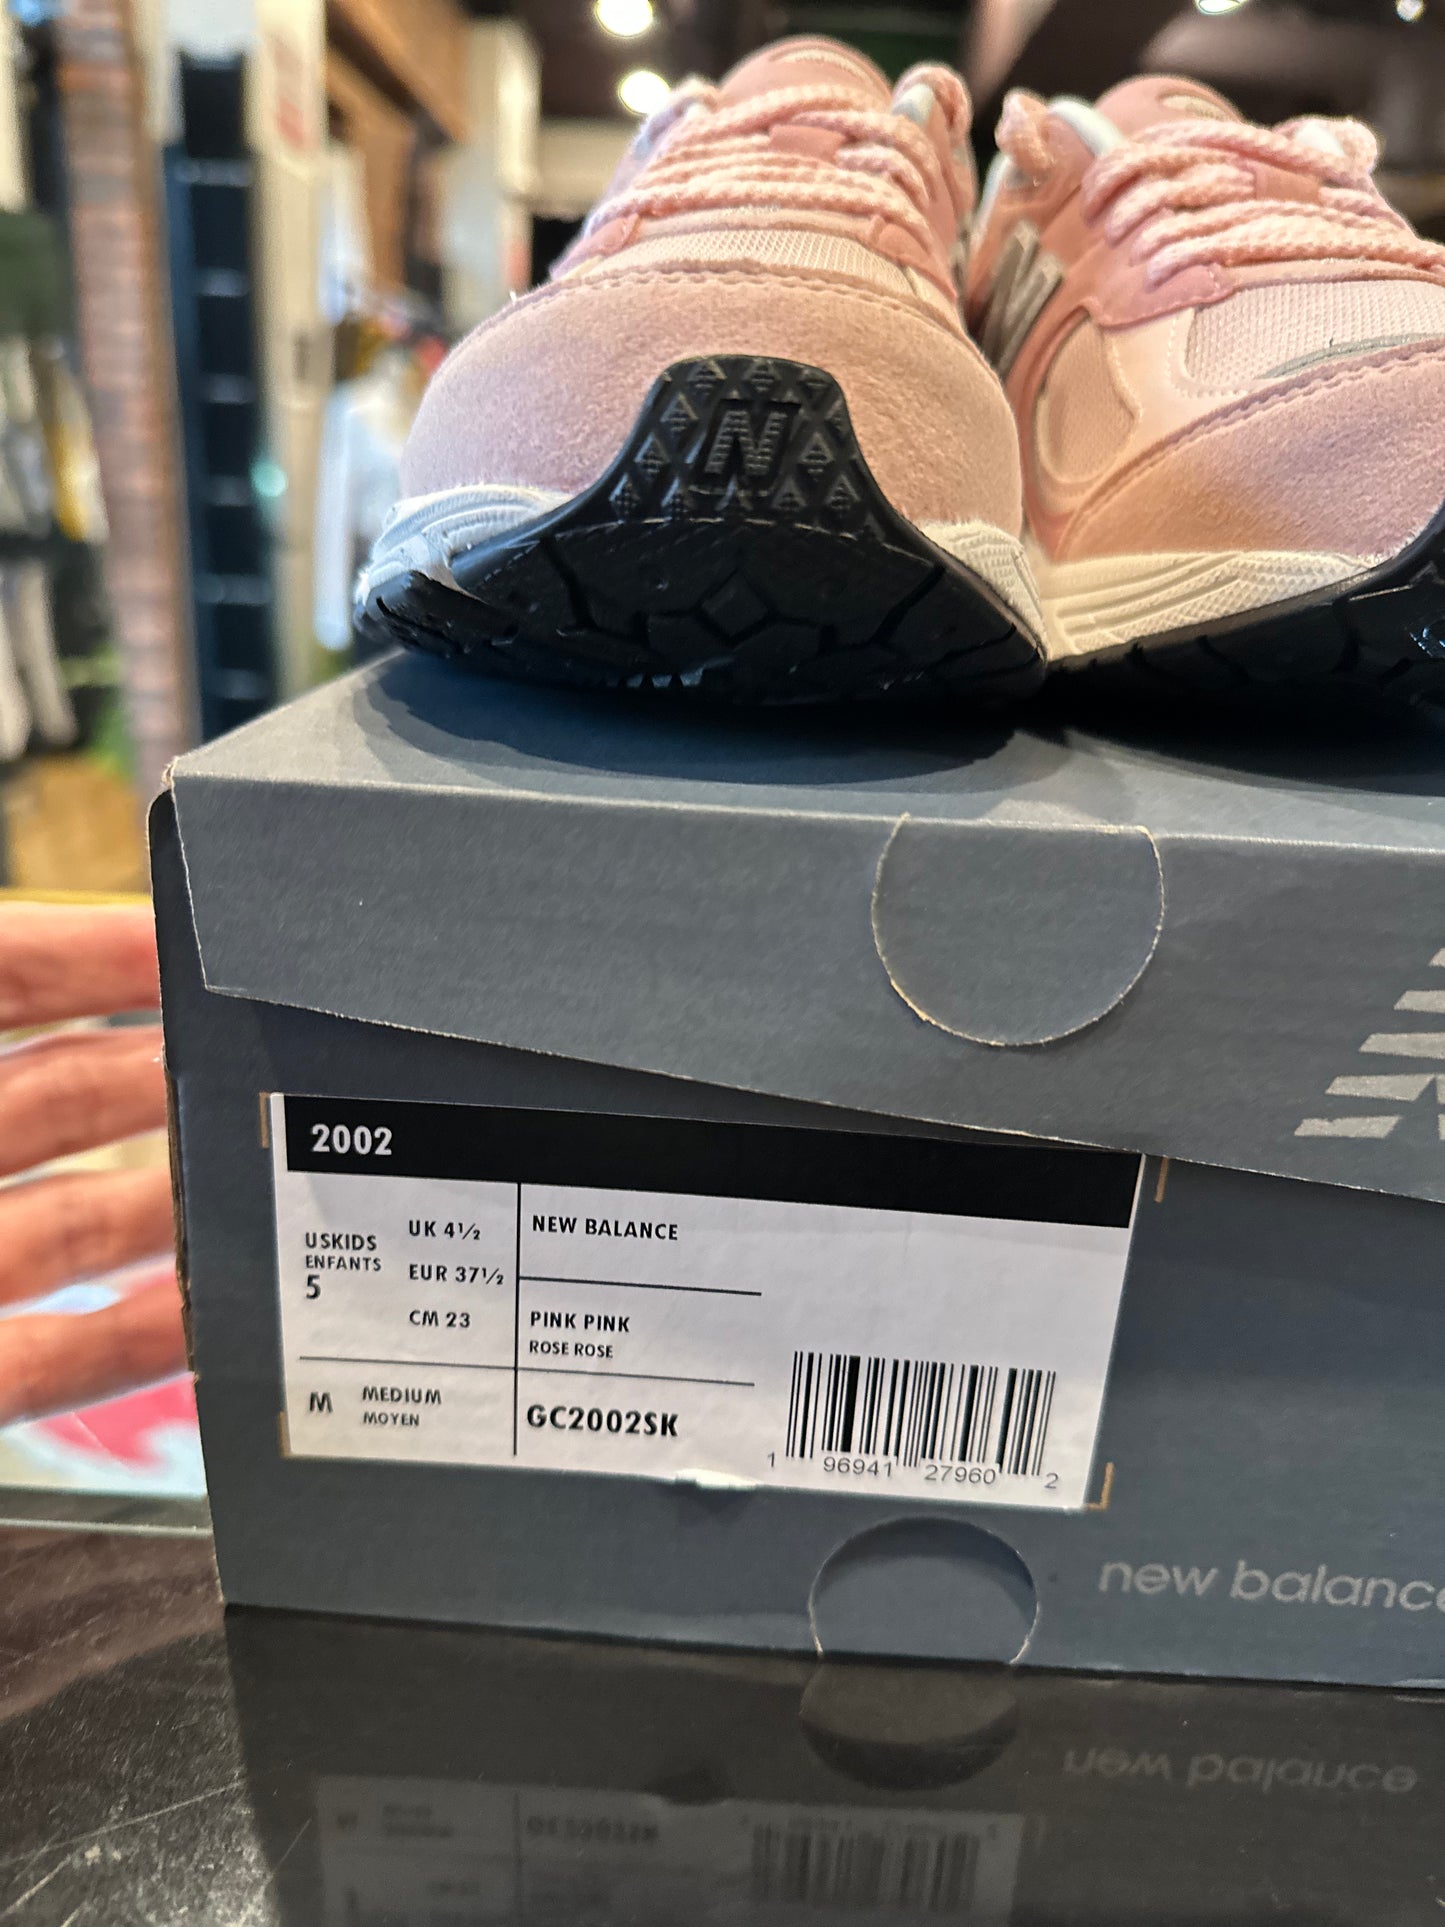 N
2002
USKIDS
ENFANTS
5
UK 4½
EUR 37½
CM 23
M
MEDIUM
MOYEN
NEW BALANCE
PINK PINK
ROSE ROSE
GC2002SK
1 96941 27960 2
new balance